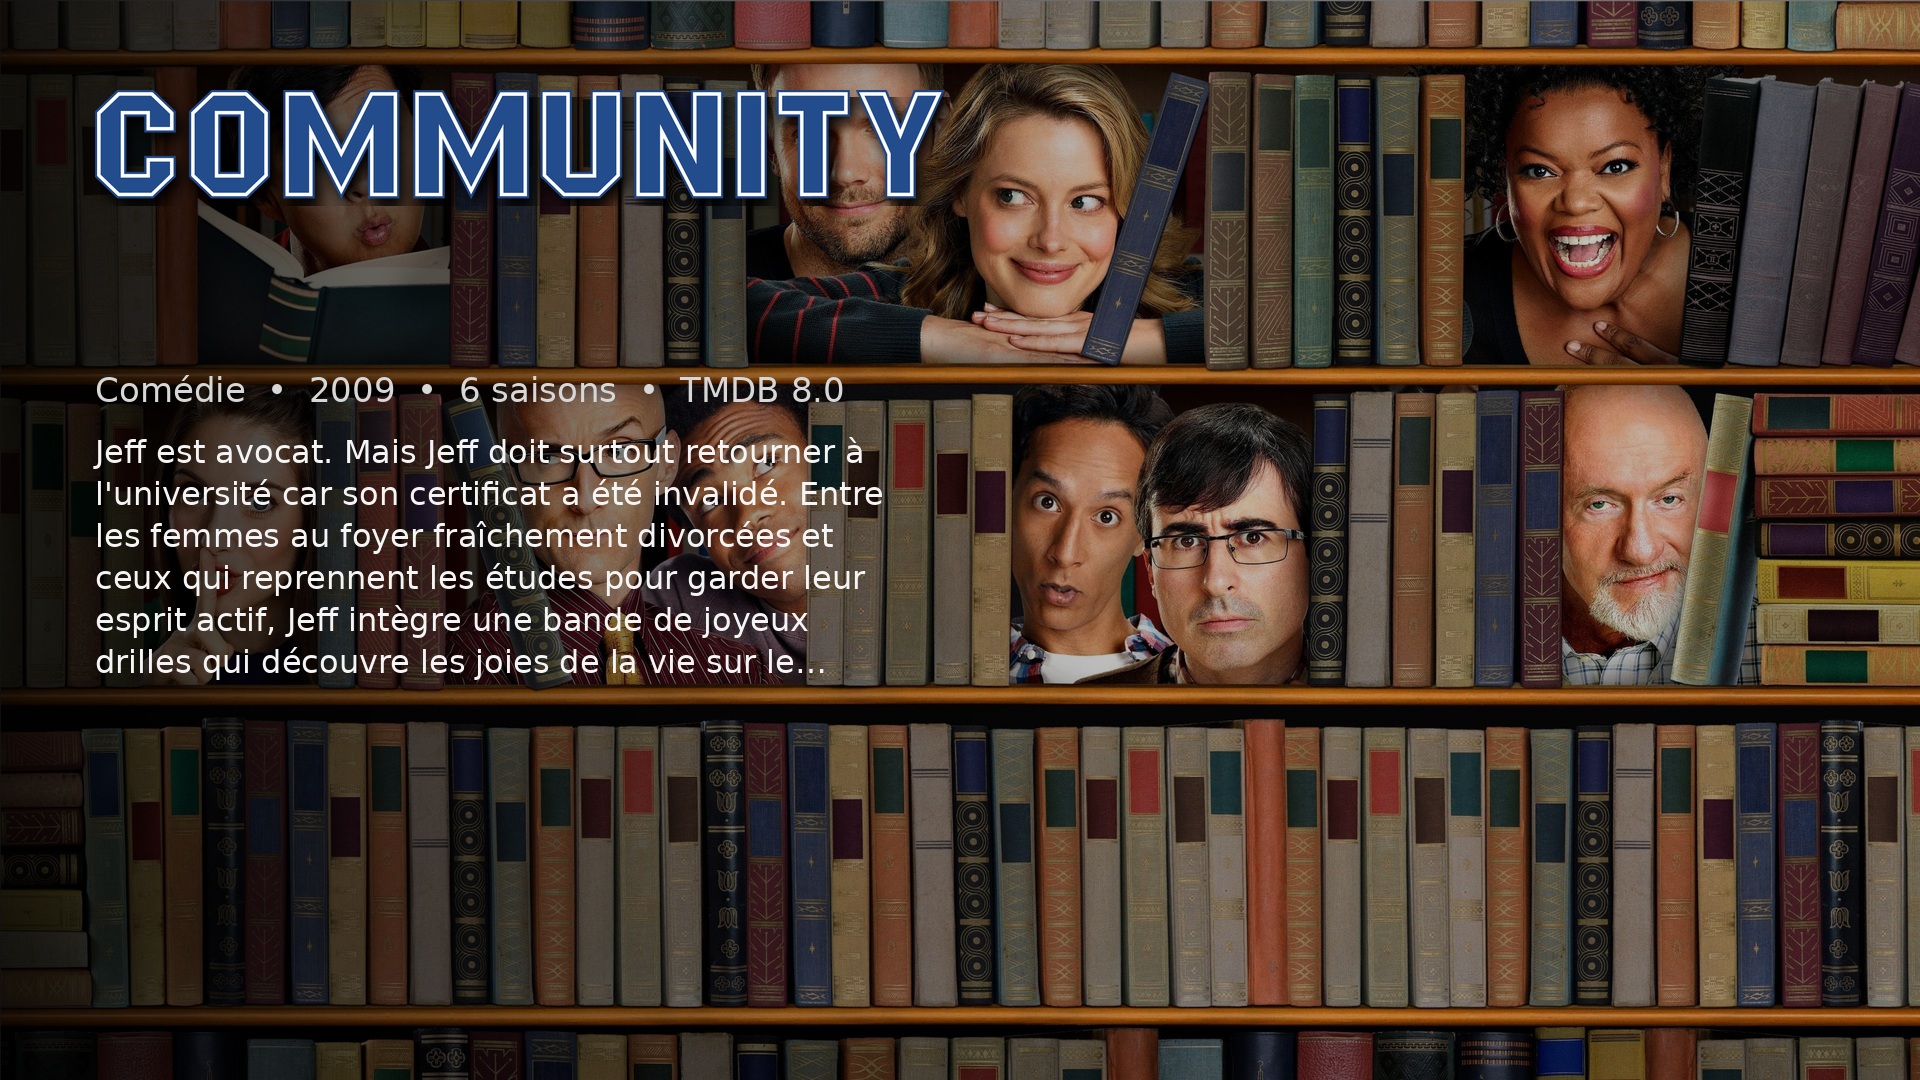 COMMUNITY
Comédie • 2009 • 6 saisons • TMDB 8.0
Jeff est avocat. Mais Jeff doit surtout retourner à
l'université car son certificat a été invalidé. Entre
les femmes au foyer fraîchement divorcées et
ceux qui reprennent les études pour garder leur
esprit actif, Jeff intègre une bande de joyeux
drilles qui découvre les joies de la vie sur le...